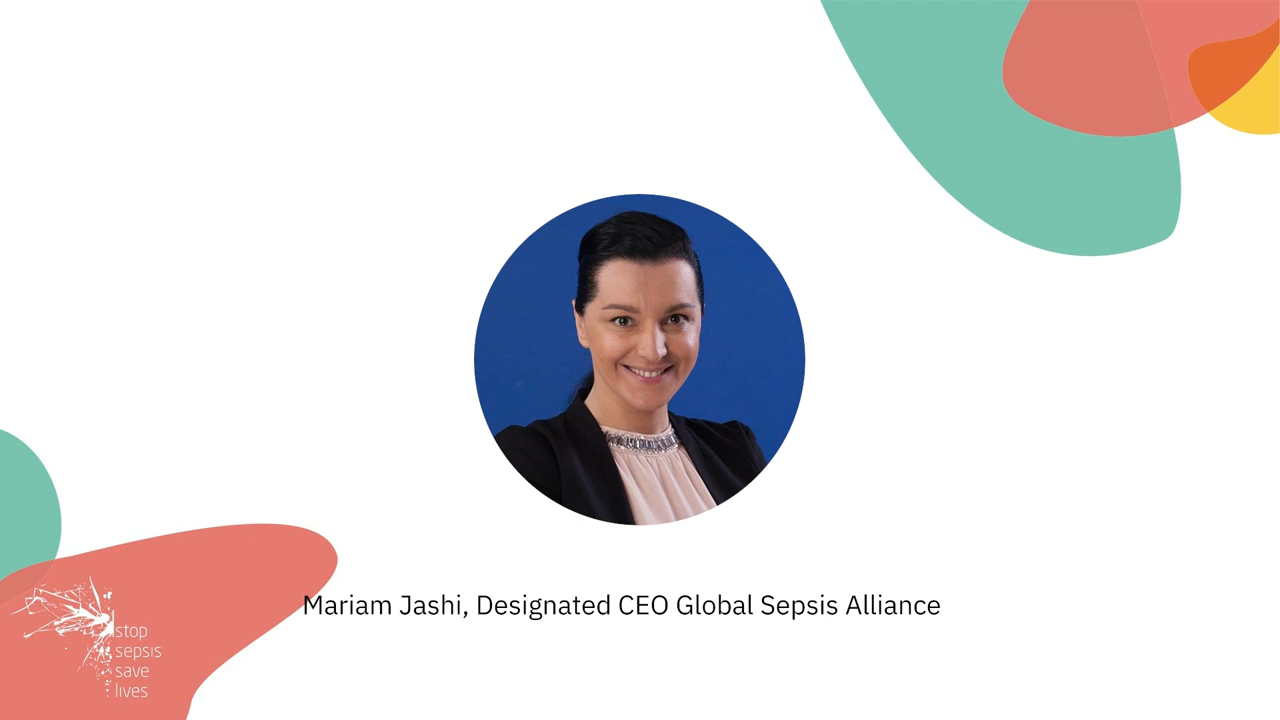 Mariam Jashi, Designated CEO Global Sepsis Alliance
stop
sepsis
save
lives